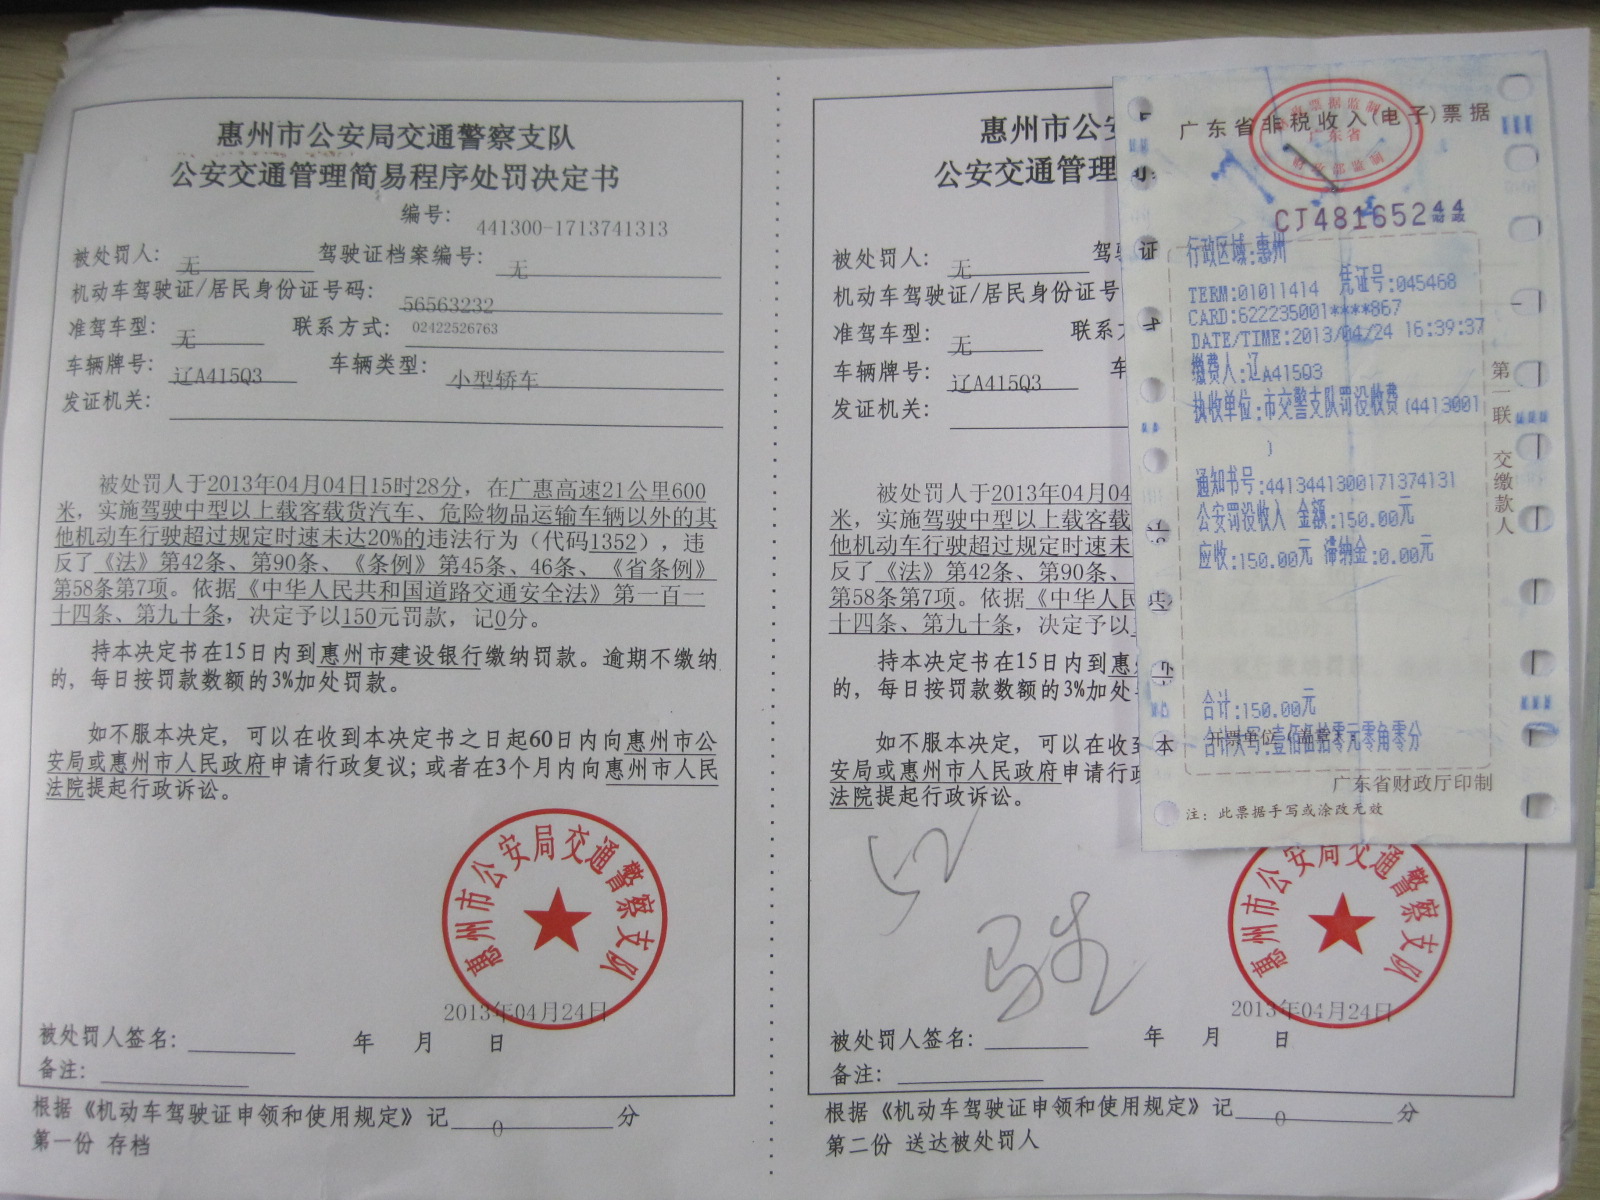 惠州市公安局交通警察支队
公安交通管理简易程序处罚决定书
编号: 441300-1713741313
被处罚人: 无 驾驶证档案编号: 无
机动车驾驶证/居民身份证号码: 56563232
准驾车型: 无 联系方式: 02422526763
车辆牌号: 辽A415Q3 车辆类型: 小型轿车
发证机关:
被处罚人于2013年04月04日15时28分，在广惠高速21公里600
米，实施驾驶中型以上载客载货汽车、危险物品运输车辆以外的其
他机动车行驶超过规定时速未达20%的违法行为（代码1352），违
反了《法》第42条、第90条、《条例》第45条、46条、《省条例》
第58条第7项。依据《中华人民共和国道路交通安全法》第一百一
十四条、第九十条，决定予以150元罚款，记0分。
持本决定书在15日内到惠州市建设银行缴纳罚款。逾期不缴纳
的，每日按罚款数额的3%加处罚款。
如不服本决定，可以在收到本决定书之日起60日内向惠州市公
安局或惠州市人民政府申请行政复议; 或者在3个月内向惠州市人民
法院提起行政诉讼。
惠州市公安局交通警察支队
2013年04月24日
被处罚人签名: 年 月 日
备注:
根据《机动车驾驶证申领和使用规定》记 0 分
第一份 存档
惠州市公安
公安交通管理
被处罚人: 无 驾驶证
机动车驾驶证/居民身份证号
准驾车型: 无 联系
车辆牌号: 辽A415Q3 车
发证机关:
被处罚人于2013年04月04
米，实施驾驶中型以上载客载
他机动车行驶超过规定时速未
反了《法》第42条、第90条、
第58条第7项。依据《中华人民共
十四条、第九十条，决定予以
持本决定书在15日内到惠
的，每日按罚款数额的3%加处
如不服本决定，可以在收到本
安局或惠州市人民政府申请行政
法院提起行政诉讼。
惠州市公安局交通警察支队
2013年04月24日
被处罚人签名: 年 月 日
备注:
根据《机动车驾驶证申领和使用规定》记 0 分
第二份 送达被处罚人
广东省非税收入(电子)票据
广东省
财政部监制
CJ48165244
财政
行政区域:惠州
TERM:01011414 凭证号:045468
CARD:622235001****867
DATE/TIME:2013/04/24 16:39:37
缴费人:辽A415Q3
执收单位:市交警支队罚没收费(4413001
)
通知书号:4413441300171374131
公安罚没收入 金额:150.00元
应收:150.00元 滞纳金:0.00元
合计:150.00元
合计大写:壹佰伍拾零元零角零分
广东省财政厅印制
注: 此票据手写或涂改无效
第一联 交缴款人